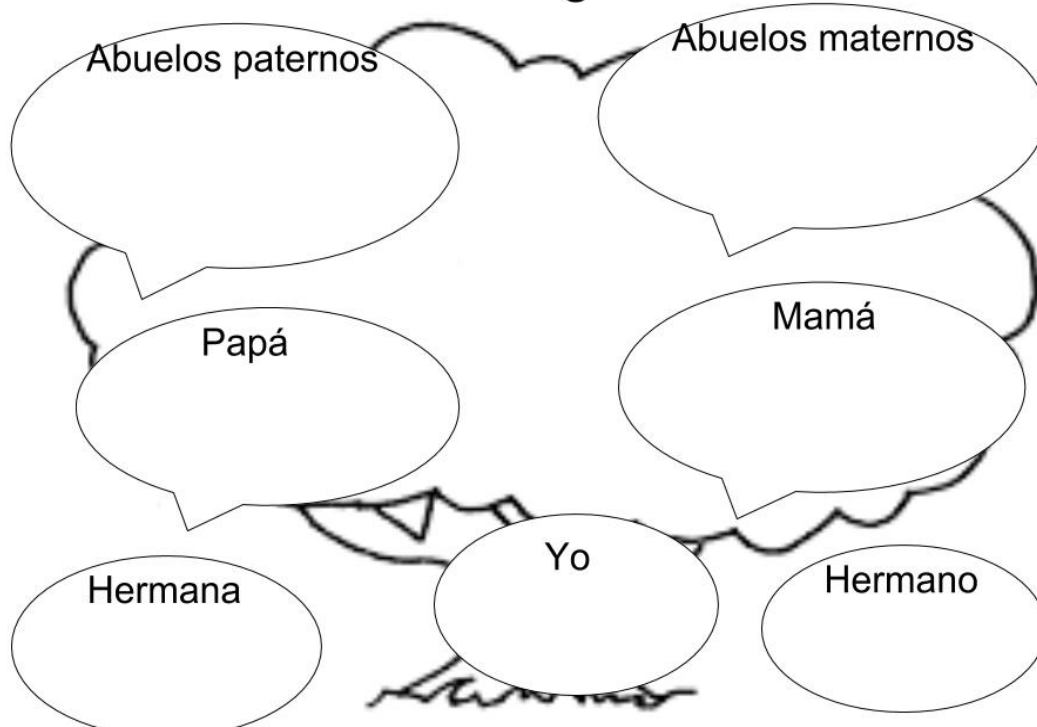 Abuelos paternos
Abuelos maternos
Papá
Mamá
Hermana
Yo
Hermano